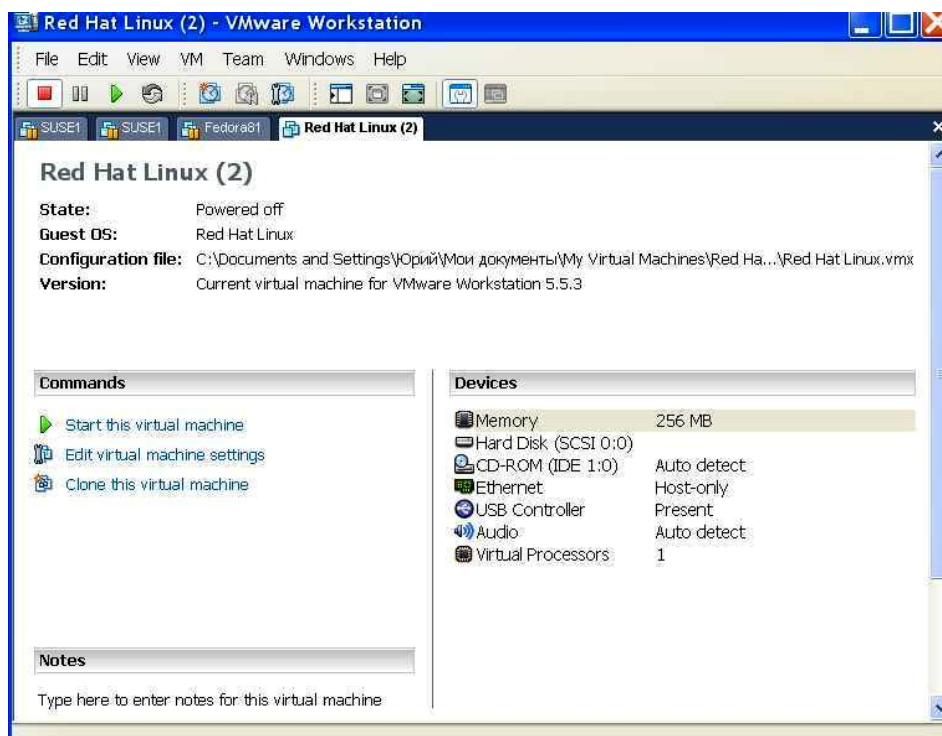 Red Hat Linux (2) - VMware Workstation
File Edit View VM Team Windows Help
SUSE1 SUSE1 Fedora81 Red Hat Linux (2)
Red Hat Linux (2)
State: Powered off
Guest OS: Red Hat Linux
Configuration file: C:\Documents and Settings\Юрий\Мои документы\My Virtual Machines\Red Ha...\Red Hat Linux.vmx
Version: Current virtual machine for VMware Workstation 5.5.3
Commands
Start this virtual machine
Edit virtual machine settings
Clone this virtual machine
Devices
Memory 256 MB
Hard Disk (SCSI 0:0)
CD-ROM (IDE 1:0) Auto detect
Ethernet Host-only
USB Controller Present
Audio Auto detect
Virtual Processors 1
Notes
Type here to enter notes for this virtual machine